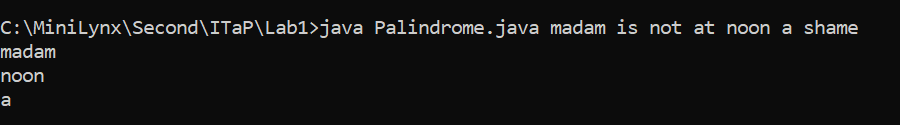 C:\MiniLynx\Second\ITaP\Lab1>java Palindrome.java madam is not at noon a shame
madam
noon
a